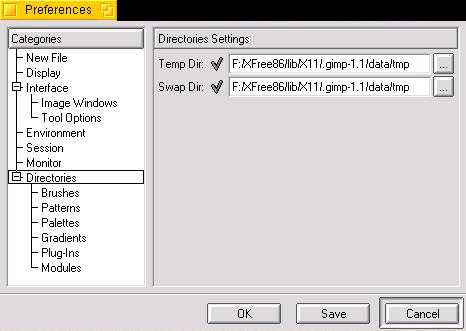 Preferences
Categories
New File
Display
Interface
Image Windows
Tool Options
Environment
Session
Monitor
Directories
Brushes
Patterns
Palettes
Gradients
Plug-Ins
Modules
Directories Settings
Temp Dir: F:/XFree86/lib/X11/.gimp-1.1/data/tmp ...
Swap Dir: F:/XFree86/lib/X11/.gimp-1.1/data/tmp ...
OK Save Cancel